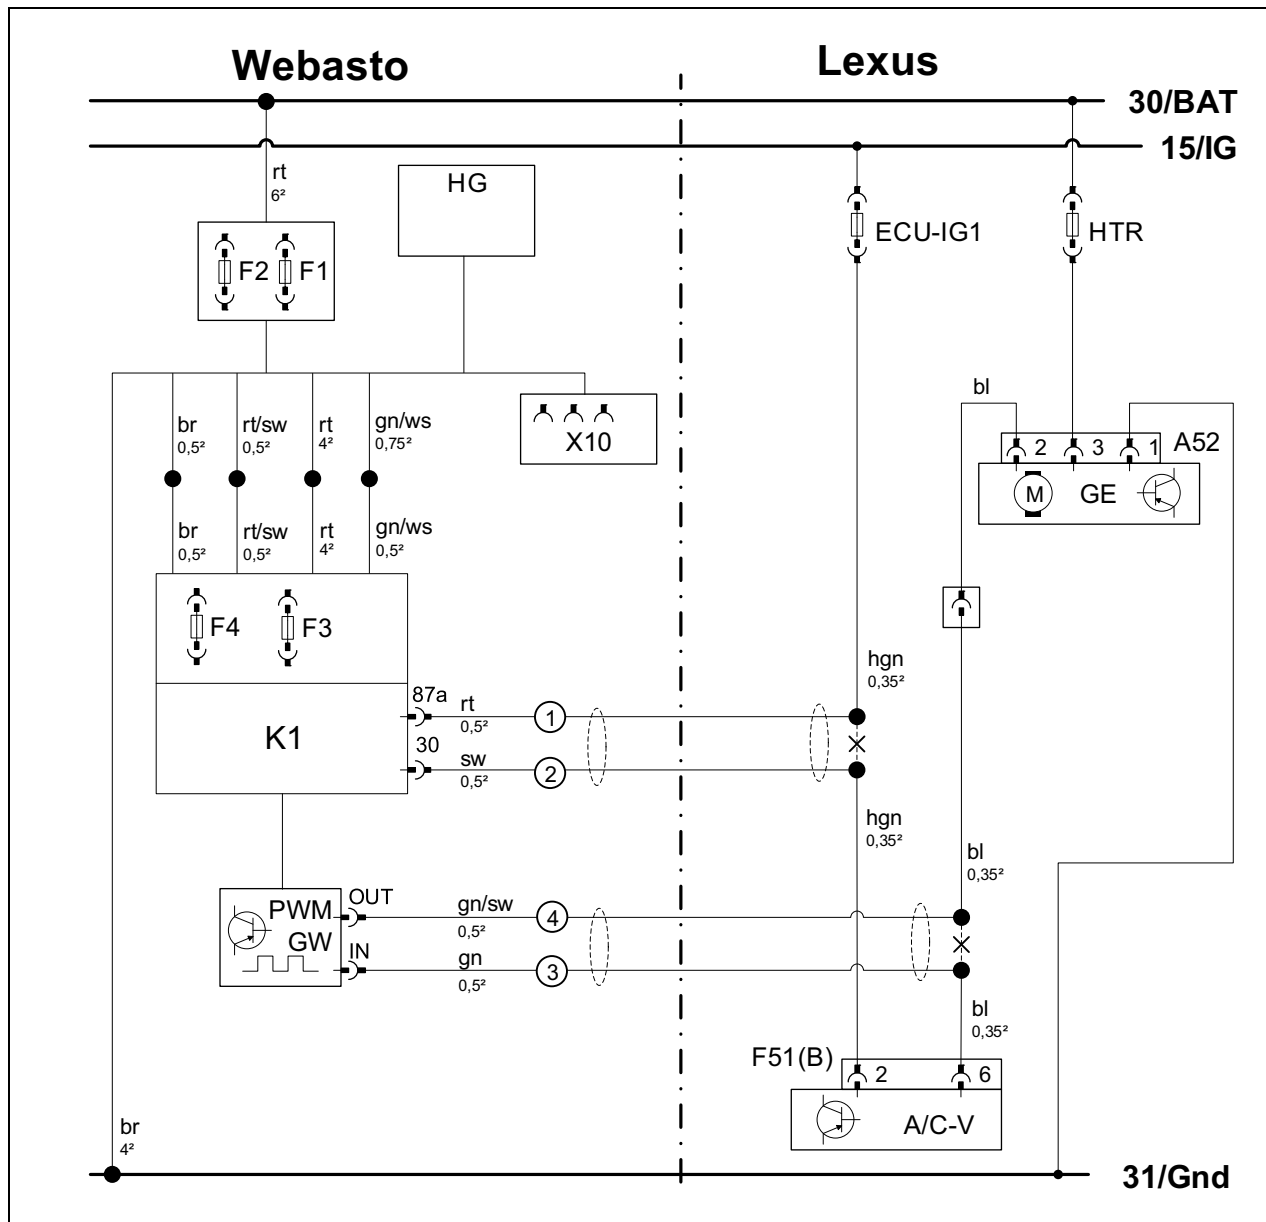 Webasto
Lexus
30/BAT
15/IG
rt
6²
HG
ECU-IG1
HTR
F2
F1
bl
br
0,5²
rt/sw
0,5²
rt
4²
gn/ws
0,75²
X10
2
3
1
A52
M
GE
br
0,5²
rt/sw
0,5²
rt
4²
gn/ws
0,5²
F4
F3
hgn
0,35²
87a
rt
0,5²
1
K1
30
sw
0,5²
2
hgn
0,35²
bl
0,35²
OUT
PWM
GW
gn/sw
0,5²
4
IN
gn
0,5²
3
bl
0,35²
F51(B)
2
6
A/C-V
br
4²
31/Gnd